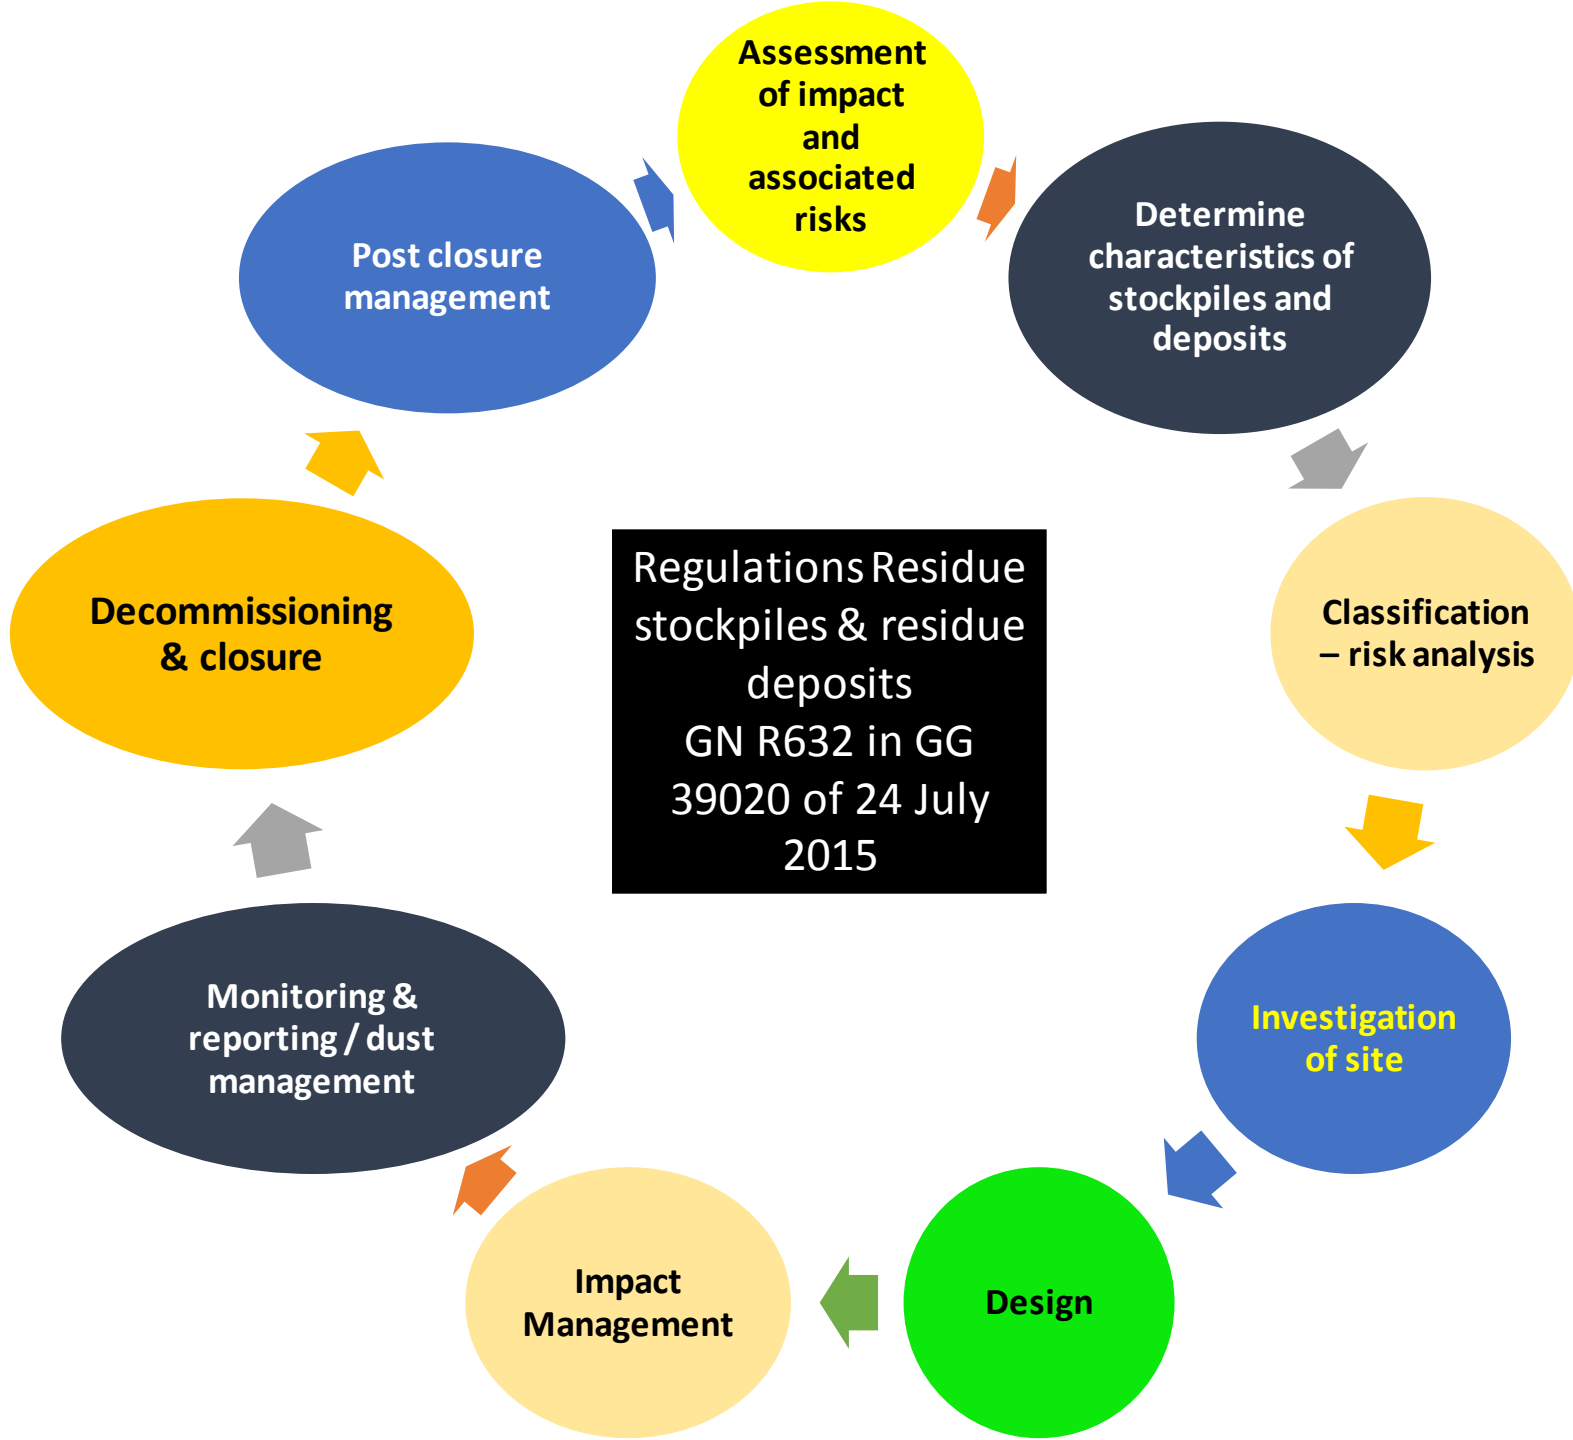 Assessment
of impact
and
associated
risks
Determine
characteristics of
stockpiles and
deposits
Classification
– risk analysis
Investigation
of site
Design
Impact
Management
Monitoring &
reporting / dust
management
Decommissioning
& closure
Post closure
management
Regulations Residue
stockpiles & residue
deposits
GN R632 in GG
39020 of 24 July
2015